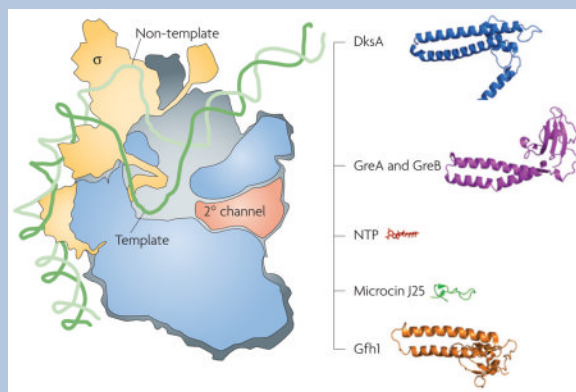 Non-template
σ
2° channel
Template
DksA
GreA and GreB
NTP
Microcin J25
Gfh1